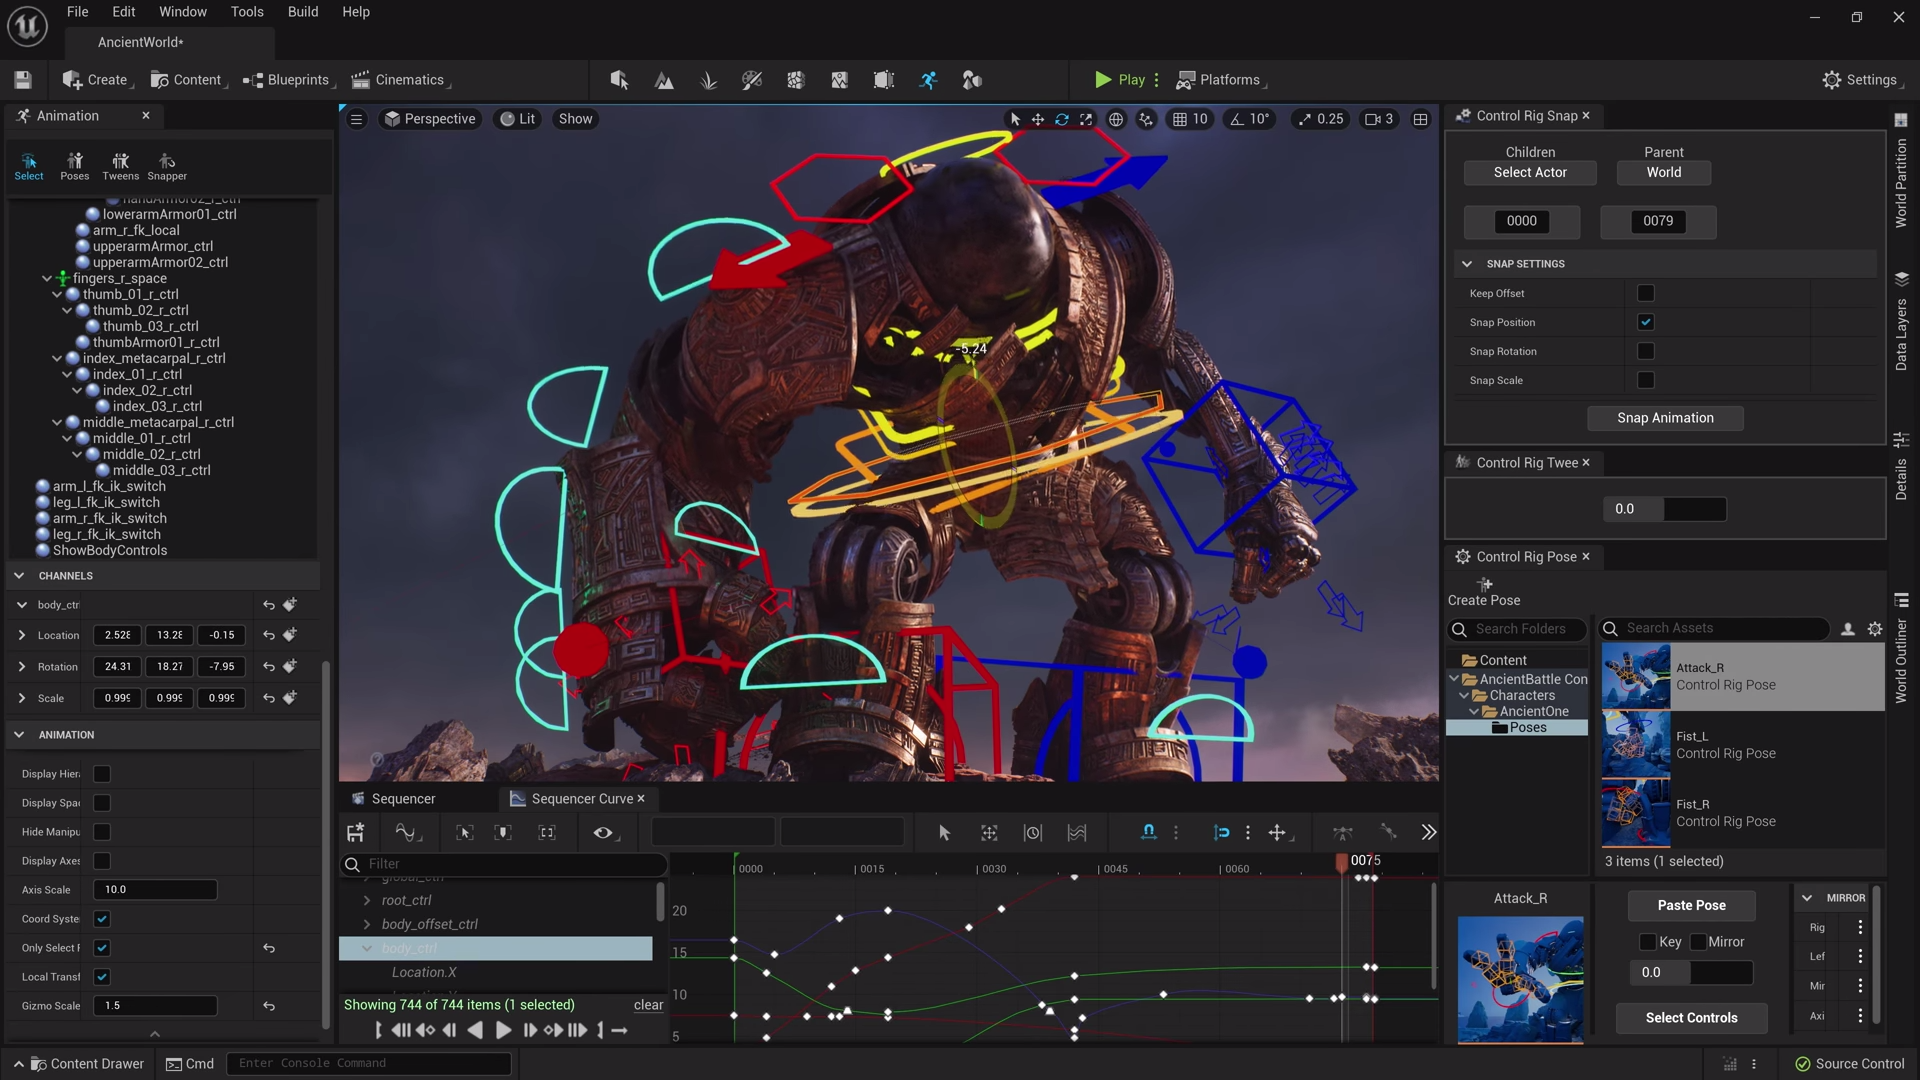 File Edit Window Tools Build Help
AncientWorld*
Create Content Blueprints Cinematics Play Platforms Settings
Animation
Select Poses Tweens Snapper
handArmor02_r_ctrl
lowerarmArmor01_ctrl
arm_r_fk_local
upperarmArmor_ctrl
upperarmArmor02_ctrl
fingers_r_space
thumb_01_r_ctrl
thumb_02_r_ctrl
thumb_03_r_ctrl
thumbArmor01_r_ctrl
index_metacarpal_r_ctrl
index_01_r_ctrl
index_02_r_ctrl
index_03_r_ctrl
middle_metacarpal_r_ctrl
middle_01_r_ctrl
middle_02_r_ctrl
middle_03_r_ctrl
arm_l_fk_ik_switch
leg_l_fk_ik_switch
arm_r_fk_ik_switch
leg_r_fk_ik_switch
ShowBodyControls
CHANNELS
body_ctr
Location 2.528 13.28 -0.15
Rotation 24.31 18.27 -7.95
Scale 0.999 0.999 0.999
ANIMATION
Display Hier
Display Spac
Hide Manipu
Display Axes
Axis Scale 10.0
Coord Syste
Only Select F
Local Transf
Gizmo Scale 1.5
Perspective Lit Show 10 10° 0.25 3
-5.24
Sequencer Sequencer Curve
Filter
global_ctrl
root_ctrl
body_offset_ctrl
body_ctrl
Location.X
Showing 744 of 744 items (1 selected) clear
0000 0015 0030 0045 0060 0075
20
15
10
5
Control Rig Snap
Children Parent
Select Actor World
0000 0079
SNAP SETTINGS
Keep Offset
Snap Position
Snap Rotation
Snap Scale
Snap Animation
Control Rig Twee
0.0
Control Rig Pose
Create Pose
Search Folders Search Assets
Content
AncientBattle Con
Characters
AncientOne
Poses
Attack_R
Control Rig Pose
Fist_L
Control Rig Pose
Fist_R
Control Rig Pose
3 items (1 selected)
Attack_R
Paste Pose
Key Mirror
0.0
Select Controls
MIRROR
Rig
Lef
Mir
Axi
World Partition
Data Layers
Details
World Outliner
Content Drawer Cmd Enter Console Command Source Control